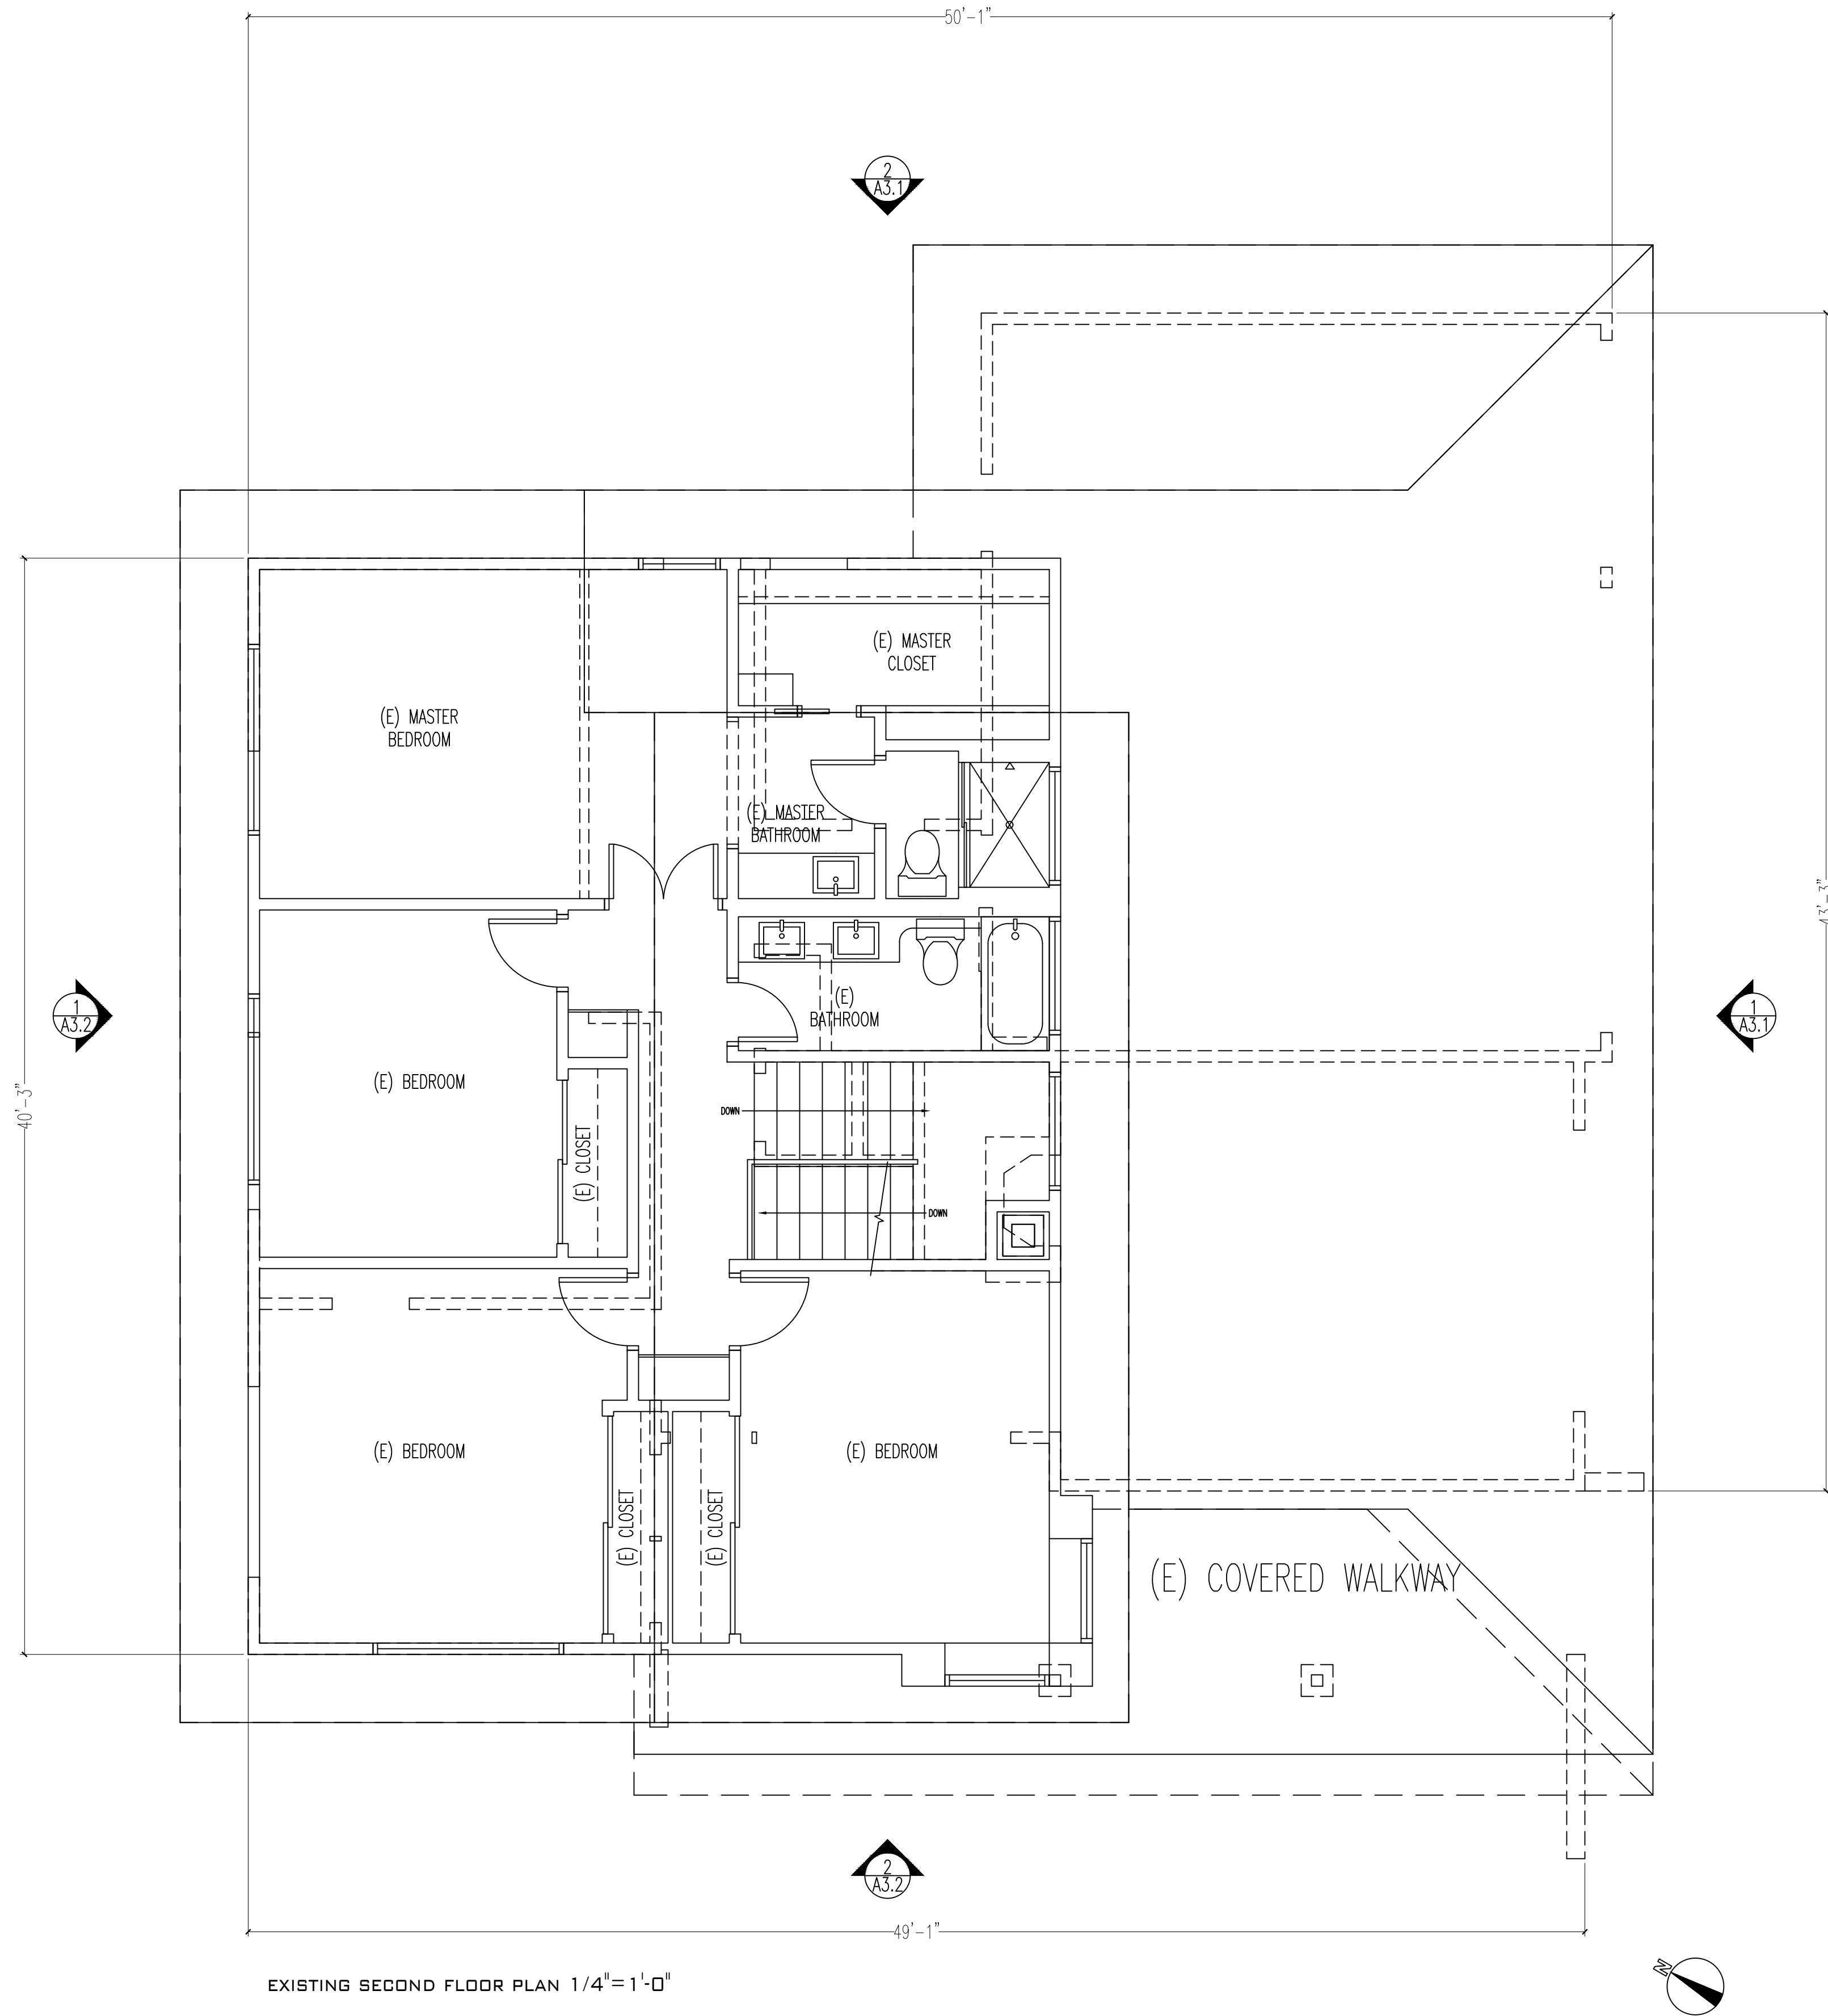 50'-1"
2
A3.1
(E) MASTER
CLOSET
(E) MASTER
BEDROOM
(E) MASTER
BATHROOM
43'-3"
(E)
BATHROOM
1
A3.2
1
A3.1
(E) BEDROOM
40'-3"
DOWN
(E) CLOSET
DOWN
(E) BEDROOM
(E) BEDROOM
(E) CLOSET
(E) CLOSET
(E) COVERED WALKWAY
2
A3.2
49'-1"
EXISTING SECOND FLOOR PLAN 1/4"=1'-0"
N